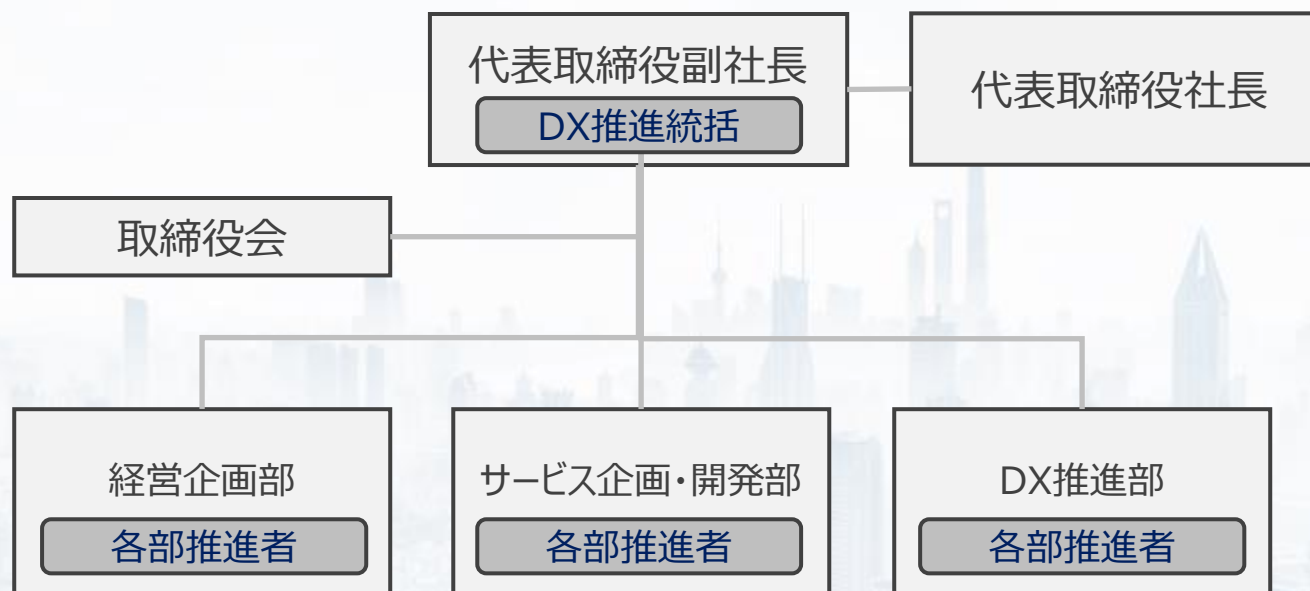 代表取締役副社長
DX推進統括
代表取締役社長
取締役会
経営企画部
各部推進者
サービス企画・開発部
各部推進者
DX推進部
各部推進者